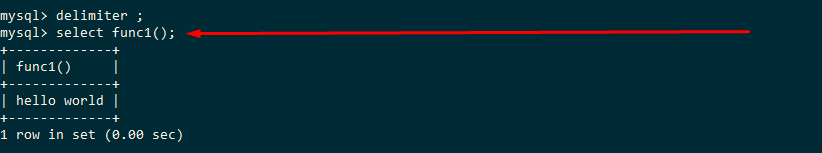 mysql> delimiter ;
mysql> select func1();
+-------------+
| func1()     |
+-------------+
| hello world |
+-------------+
1 row in set (0.00 sec)